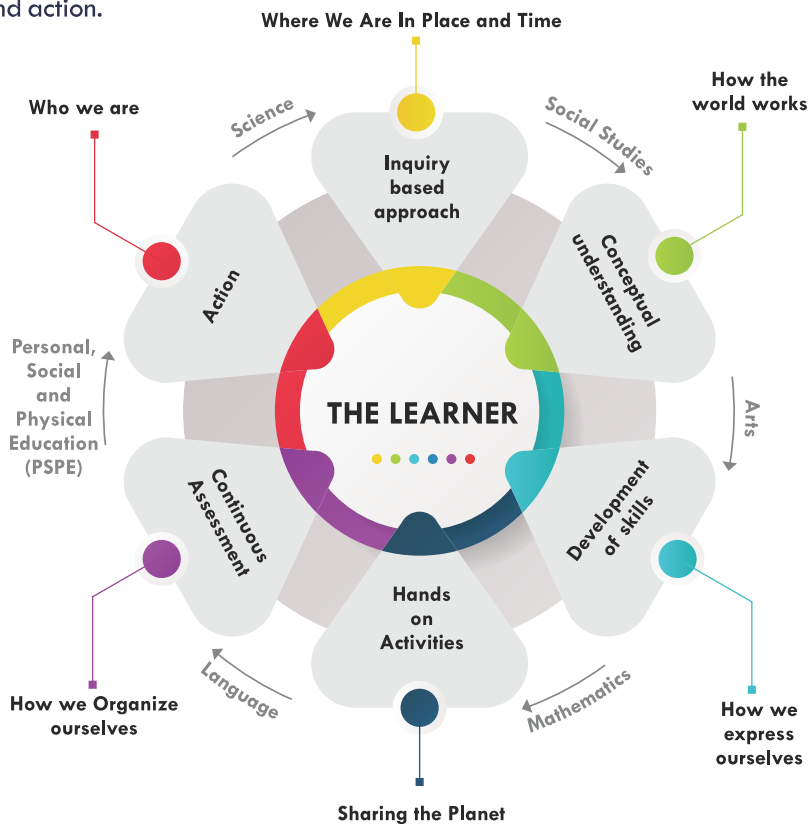 nd action.
Where We Are In Place and Time
Who we are
How the
world works
Science
Social Studies
Inquiry
based
approach
Action
Conceptual
understanding
Personal,
Social
and
Physical
Education
(PSPE)
THE LEARNER
Arts
Continuous
Assessment
Development
of skills
Hands
on
Activities
Language
Mathematics
How we Organize
ourselves
How we
express
ourselves
Sharing the Planet